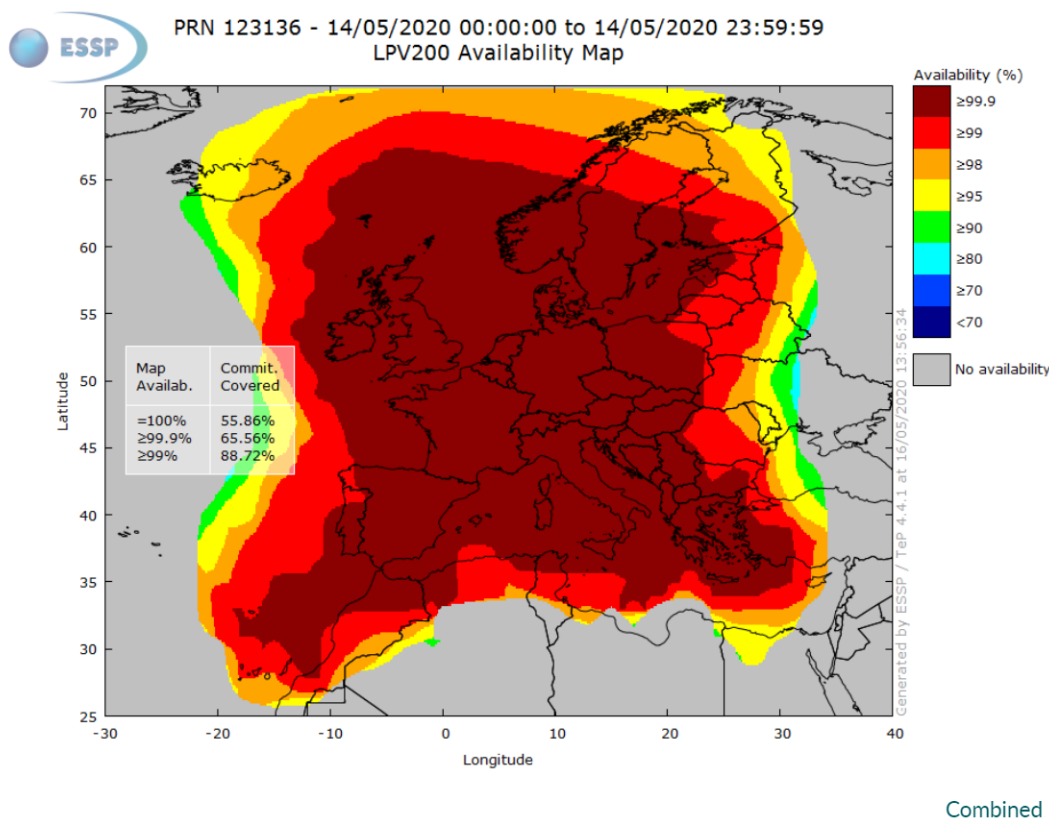 ESSP
PRN 123136 - 14/05/2020 00:00:00 to 14/05/2020 23:59:59
LPV200 Availability Map
Availability (%)
≥99.9
≥99
≥98
≥95
≥90
≥80
≥70
<70
No availability
70
65
60
55
50
45
40
35
30
25
Latitude
Map Commit.
Availab. Covered
=100% 55.86%
≥99.9% 65.56%
≥99% 88.72%
-30 -20 -10 0 10 20 30 40
Longitude
Generated by ESSP / TeP 4.4.1 at 16/05/2020 13:56:34
Combined